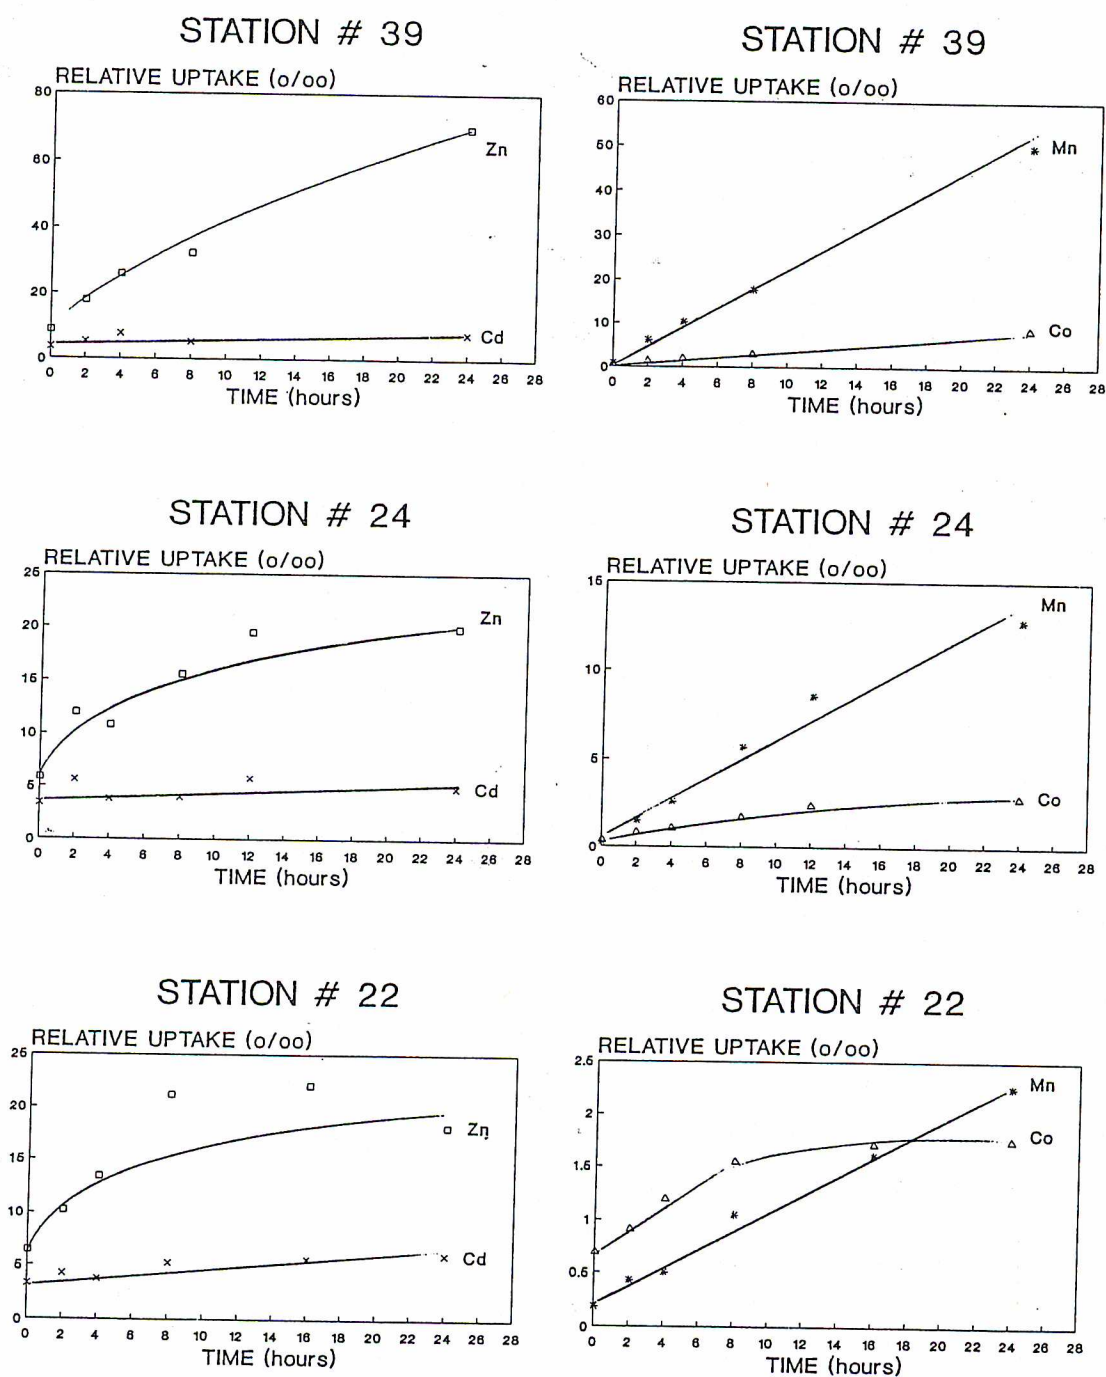 STATION # 39
RELATIVE UPTAKE (o/oo)
80
60
40
20
0
Zn
Cd
0 2 4 6 8 10 12 14 16 18 20 22 24 26 28
TIME (hours)
STATION # 39
RELATIVE UPTAKE (o/oo)
60
50
40
30
20
10
0
Mn
Co
0 2 4 6 8 10 12 14 16 18 20 22 24 26 28
TIME (hours)
STATION # 24
RELATIVE UPTAKE (o/oo)
25
20
15
10
5
0
Zn
Cd
0 2 4 6 8 10 12 14 16 18 20 22 24 26 28
TIME (hours)
STATION # 24
RELATIVE UPTAKE (o/oo)
15
10
5
0
Mn
Co
0 2 4 6 8 10 12 14 16 18 20 22 24 26 28
TIME (hours)
STATION # 22
RELATIVE UPTAKE (o/oo)
25
20
15
10
5
0
Zn
Cd
0 2 4 6 8 10 12 14 16 18 20 22 24 26 28
TIME (hours)
STATION # 22
RELATIVE UPTAKE (o/oo)
2.5
2
1.5
1
0.5
0
Mn
Co
0 2 4 6 8 10 12 14 16 18 20 22 24 26 28
TIME (hours)